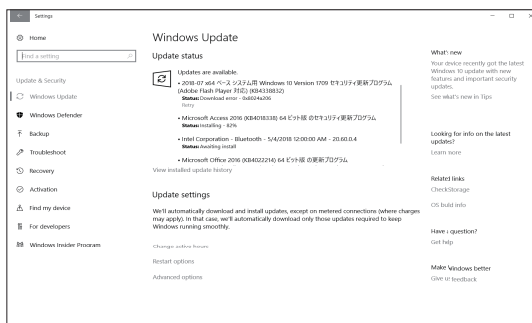 Settings
Home
Find a setting
Update & Security
Windows Update
Windows Defender
Backup
Troubleshoot
Recovery
Activation
Find my device
For developers
Windows Insider Program
Windows Update
Update status
Updates are available.
• 2018-07 x64 ベース システム用 Windows 10 Version 1709 セキュリティ更新プログラム
(Adobe Flash Player 対応) (KB4338832)
Status: Download error - 0x8024a206
Retry
• Microsoft Access 2016 (KB4018338) 64 ビット版 のセキュリティ更新プログラム
Status: Installing - 82%
• Intel Corporation - Bluetooth - 5/4/2018 12:00:00 AM - 20.60.0.4
Status: Awaiting install
• Microsoft Office 2016 (KB4022214) 64 ビット版 の更新プログラム
View installed update history
Update settings
We'll automatically download and install updates, except on metered connections (where charges
may apply). In that case, we'll automatically download only those updates required to keep
Windows running smoothly.
Change active hours
Restart options
Advanced options
What's new
Your device recently got the latest
Windows 10 update with new
features and important security
updates.
See what's new in Tips
Looking for info on the latest
updates?
Learn more
Related links
CheckStorage
OS build info
Have a question?
Get help
Make Windows better
Give us feedback